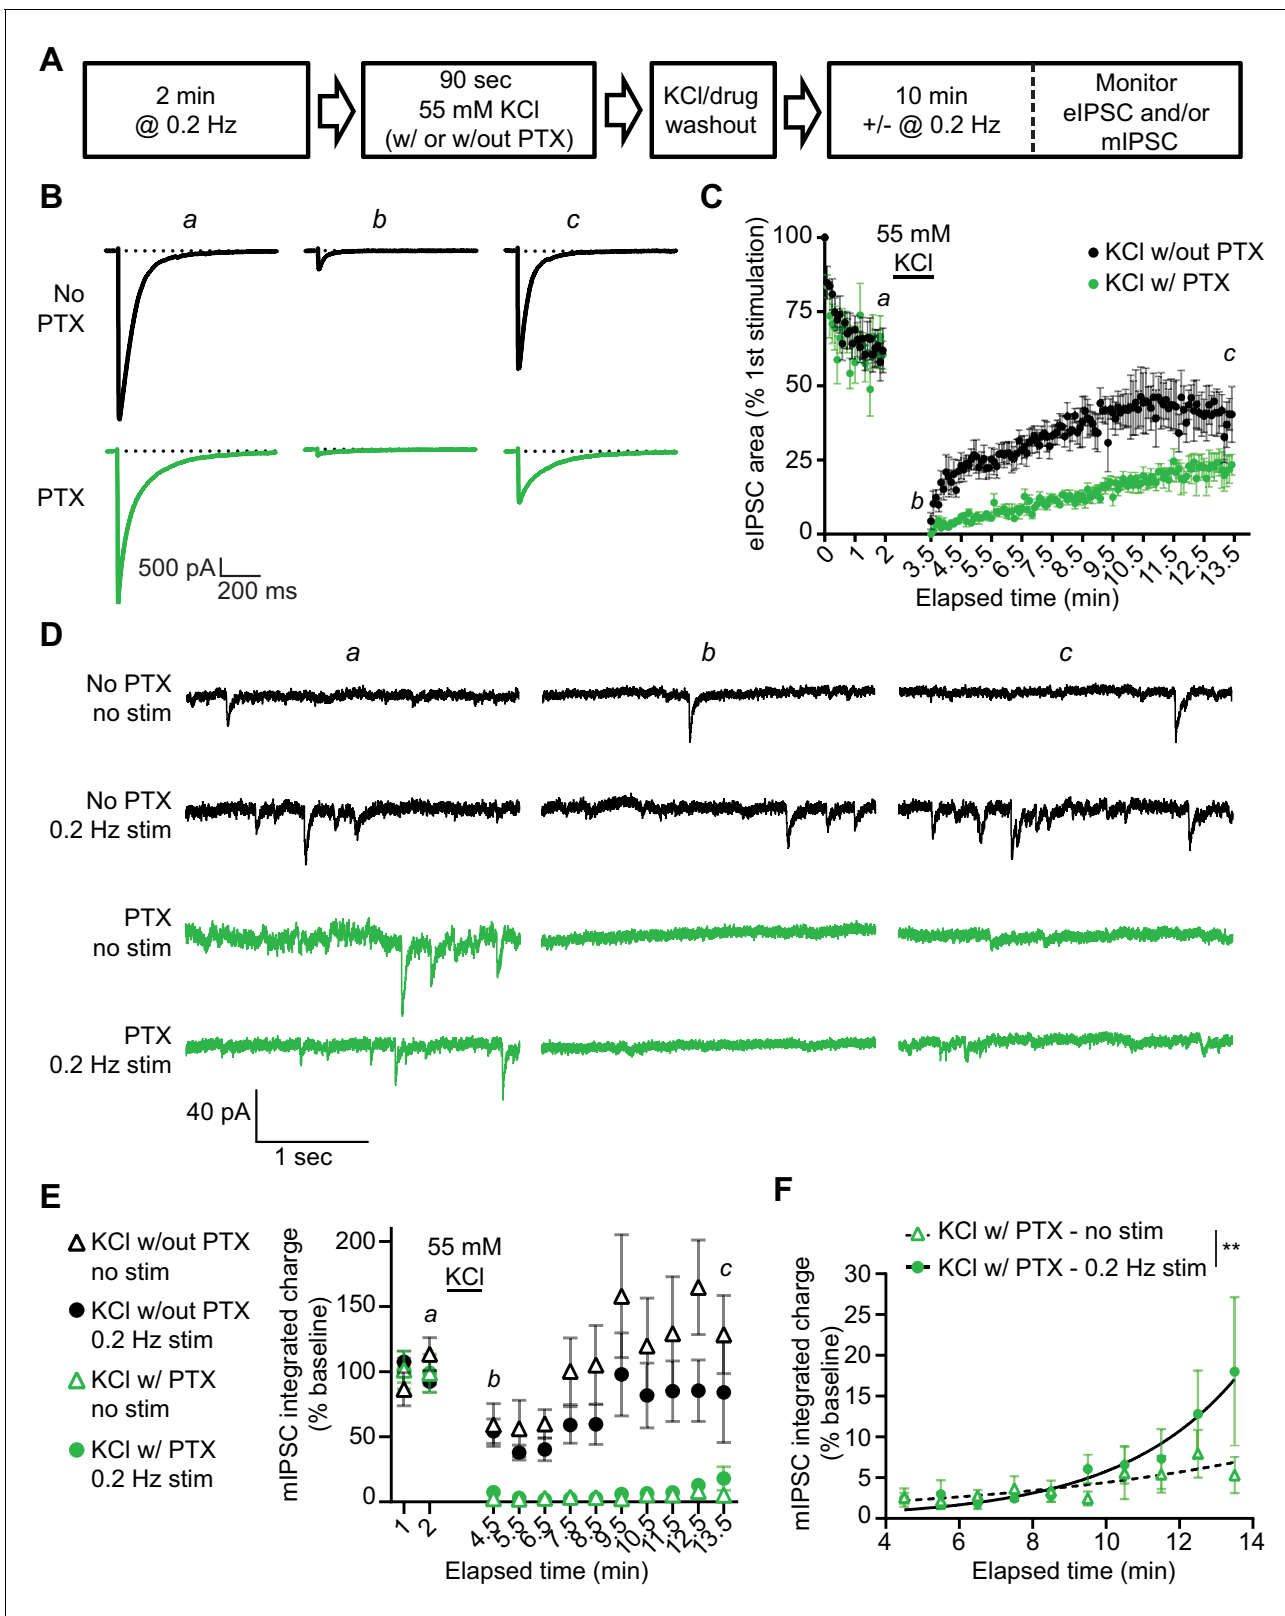 A
2 min
@ 0.2 Hz
90 sec
55 mM KCl
(w/ or w/out PTX)
KCl/drug
washout
10 min
+/- @ 0.2 Hz
Monitor
eIPSC and/or
mIPSC
B
a
b
c
No
PTX
PTX
500 pA
200 ms
C
eIPSC area (% 1st stimulation)
100
75
50
25
0
55 mM
KCl
a
b
c
KCl w/out PTX
KCl w/ PTX
0
1
2
3.5
4.5
5.5
6.5
7.5
8.5
9.5
10.5
11.5
12.5
13.5
Elapsed time (min)
D
a
b
c
No PTX
no stim
No PTX
0.2 Hz stim
PTX
no stim
PTX
0.2 Hz stim
40 pA
1 sec
E
KCl w/out PTX
no stim
KCl w/out PTX
0.2 Hz stim
KCl w/ PTX
no stim
KCl w/ PTX
0.2 Hz stim
mIPSC integrated charge
(% baseline)
200
150
100
50
0
55 mM
KCl
a
b
c
1
2
4.5
5.5
6.5
7.5
8.5
9.5
10.5
11.5
12.5
13.5
Elapsed time (min)
F
KCl w/ PTX - no stim
KCl w/ PTX - 0.2 Hz stim
**
mIPSC integrated charge
(% baseline)
30
25
20
15
10
5
0
4
6
8
10
12
14
Elapsed time (min)